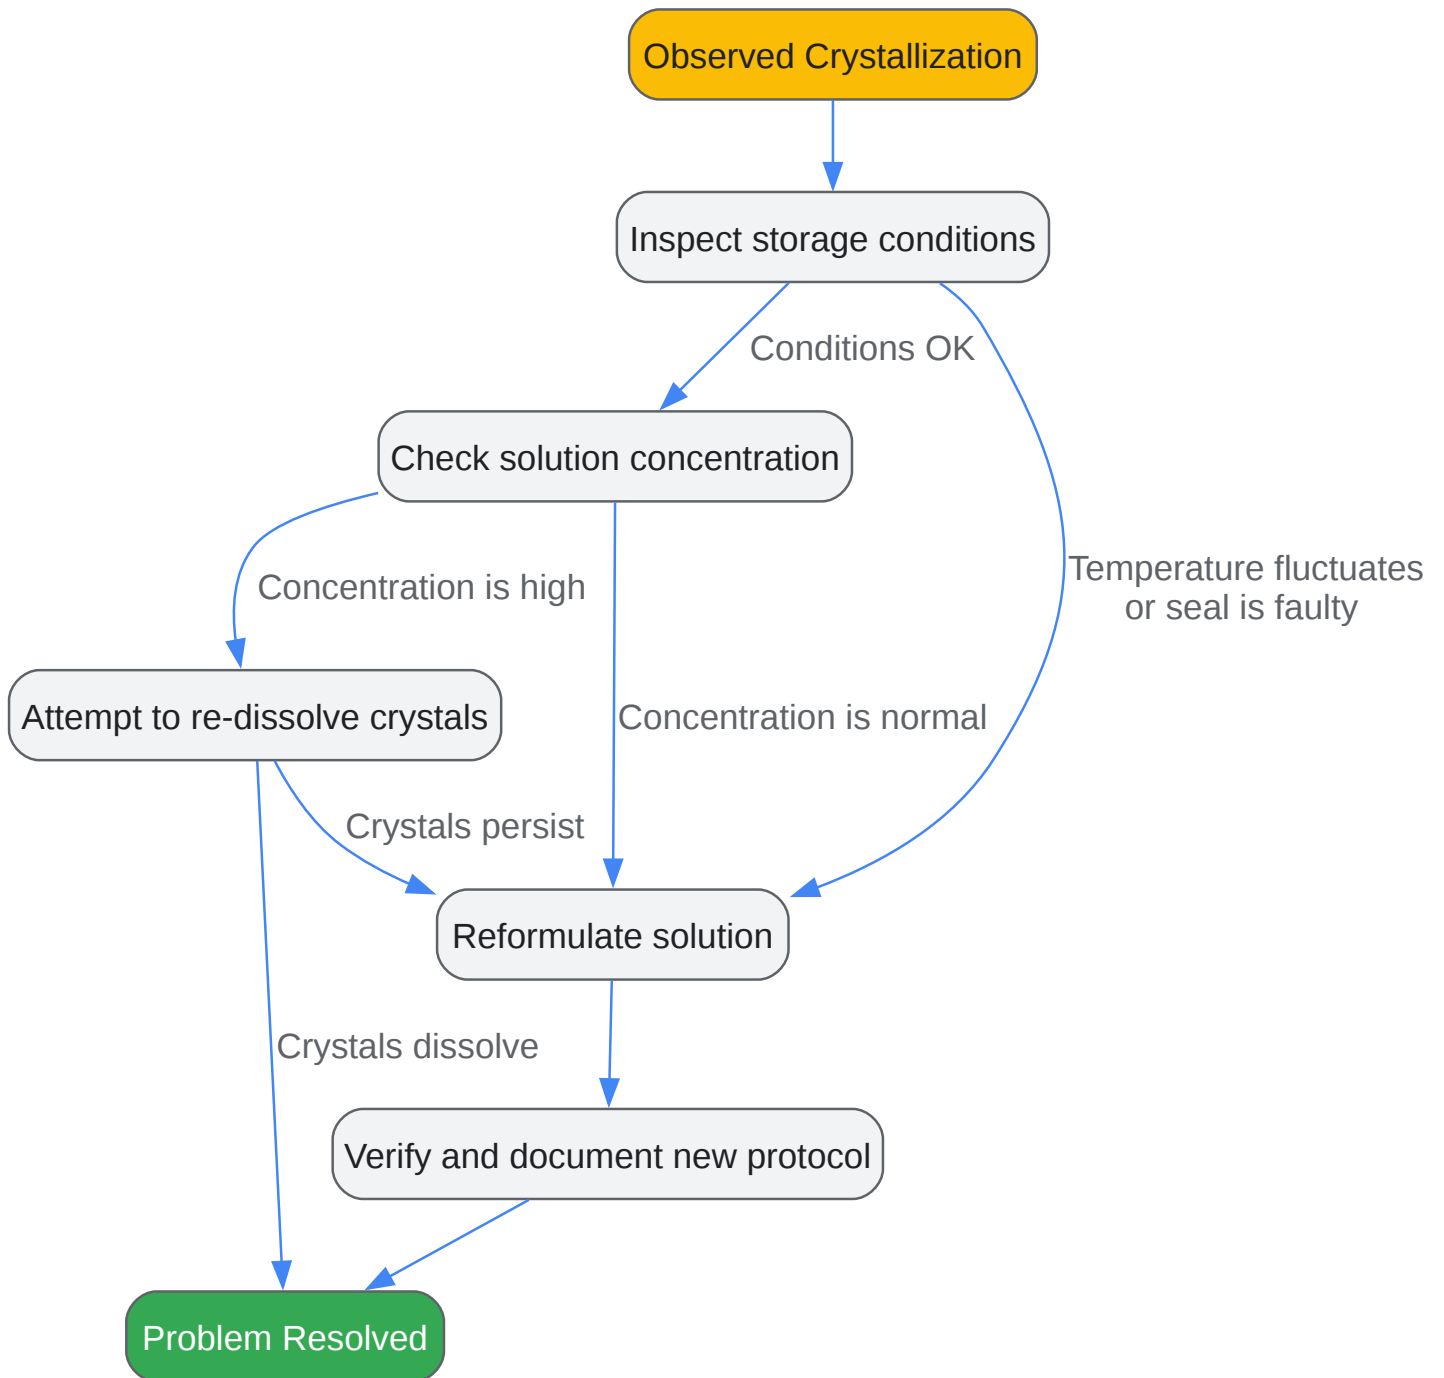 Observed Crystallization
Inspect storage conditions
Conditions OK
Check solution concentration
Temperature fluctuates
or seal is faulty
Concentration is high
Attempt to re-dissolve crystals
Concentration is normal
Crystals persist
Reformulate solution
Crystals dissolve
Verify and document new protocol
Problem Resolved